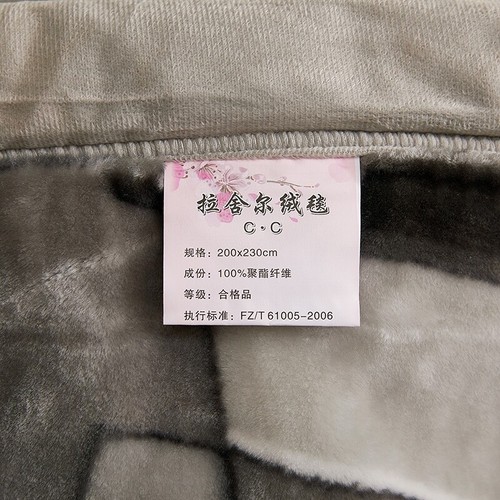 拉舍尔绒毯
C·C
规格：200x230cm
成份：100%聚酯纤维
等级：合格品
执行标准：FZ/T 61005-2006